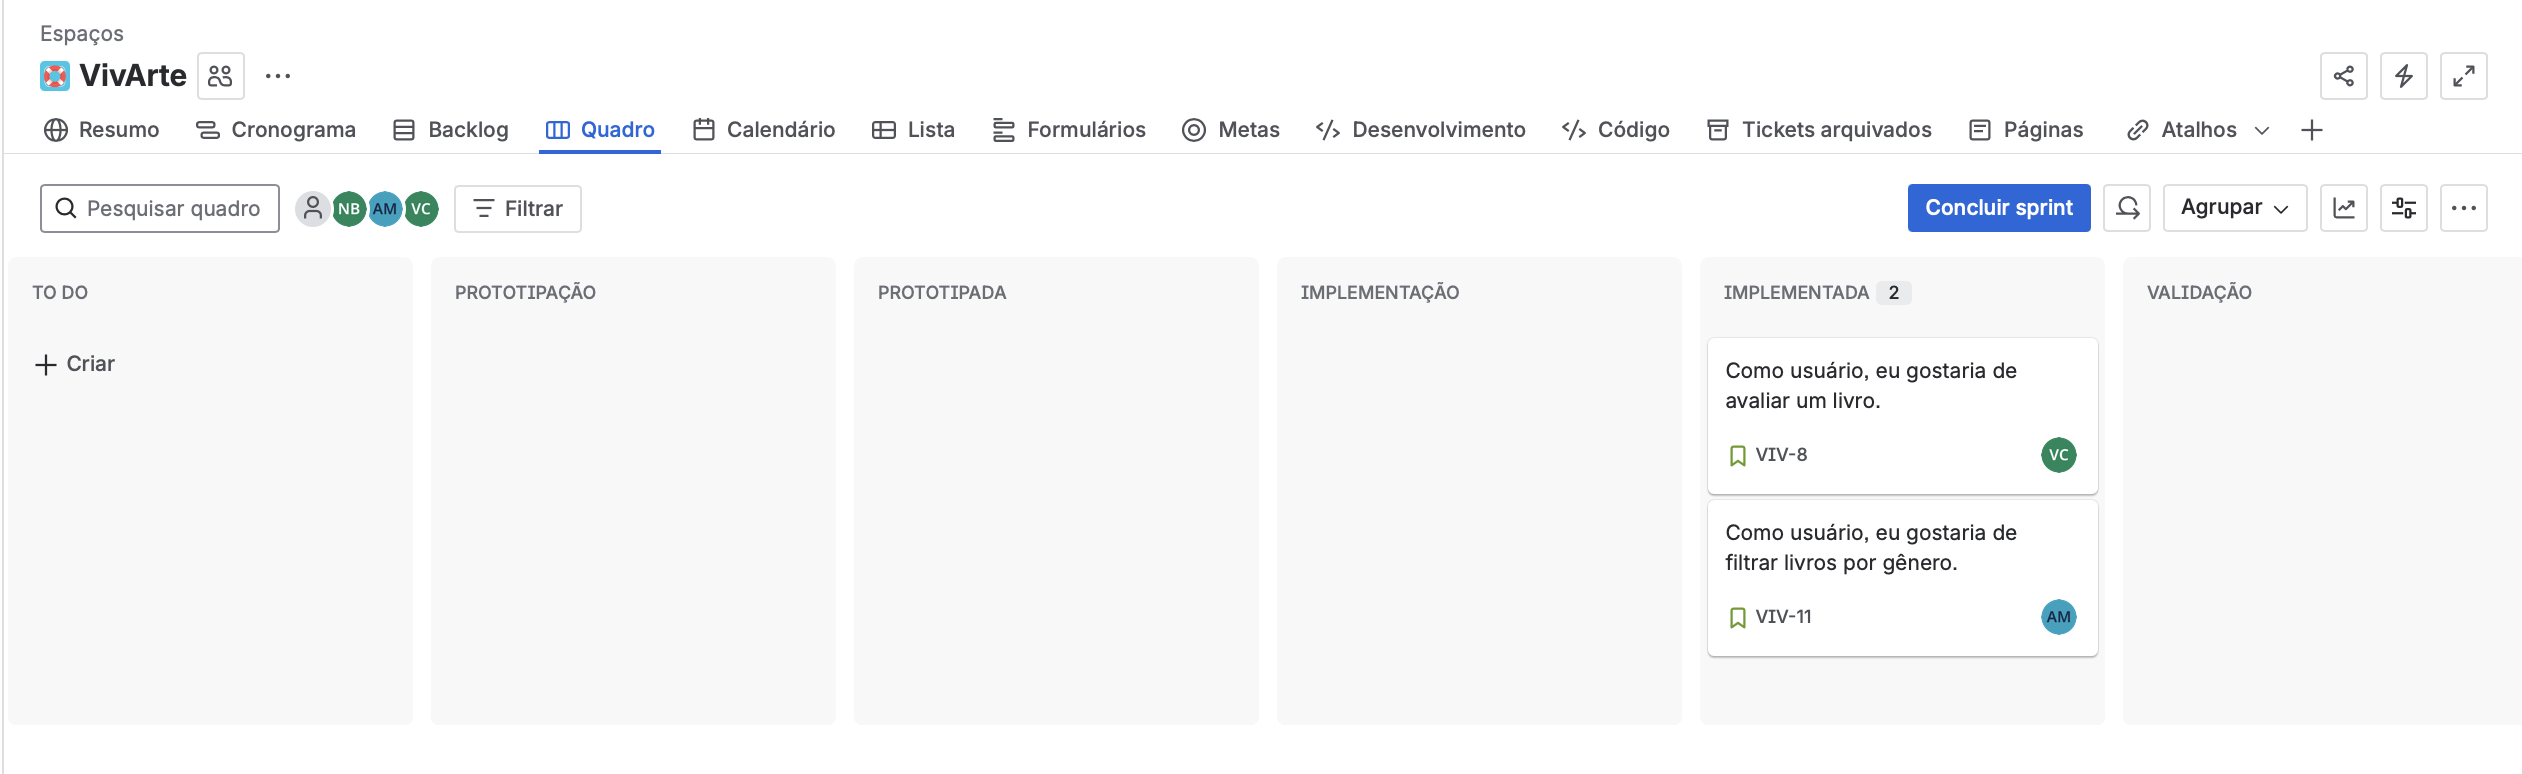 Espaços
VivArte
Resumo Cronograma Backlog Quadro Calendário Lista Formulários Metas Desenvolvimento Código Tickets arquivados Páginas Atalhos
Pesquisar quadro NB AM VC Filtrar Concluir sprint Agrupar
TO DO PROTOTIPAÇÃO PROTOTIPADA IMPLEMENTAÇÃO IMPLEMENTADA 2 VALIDAÇÃO
Criar
Como usuário, eu gostaria de
avaliar um livro.
VIV-8 VC
Como usuário, eu gostaria de
filtrar livros por gênero.
VIV-11 AM